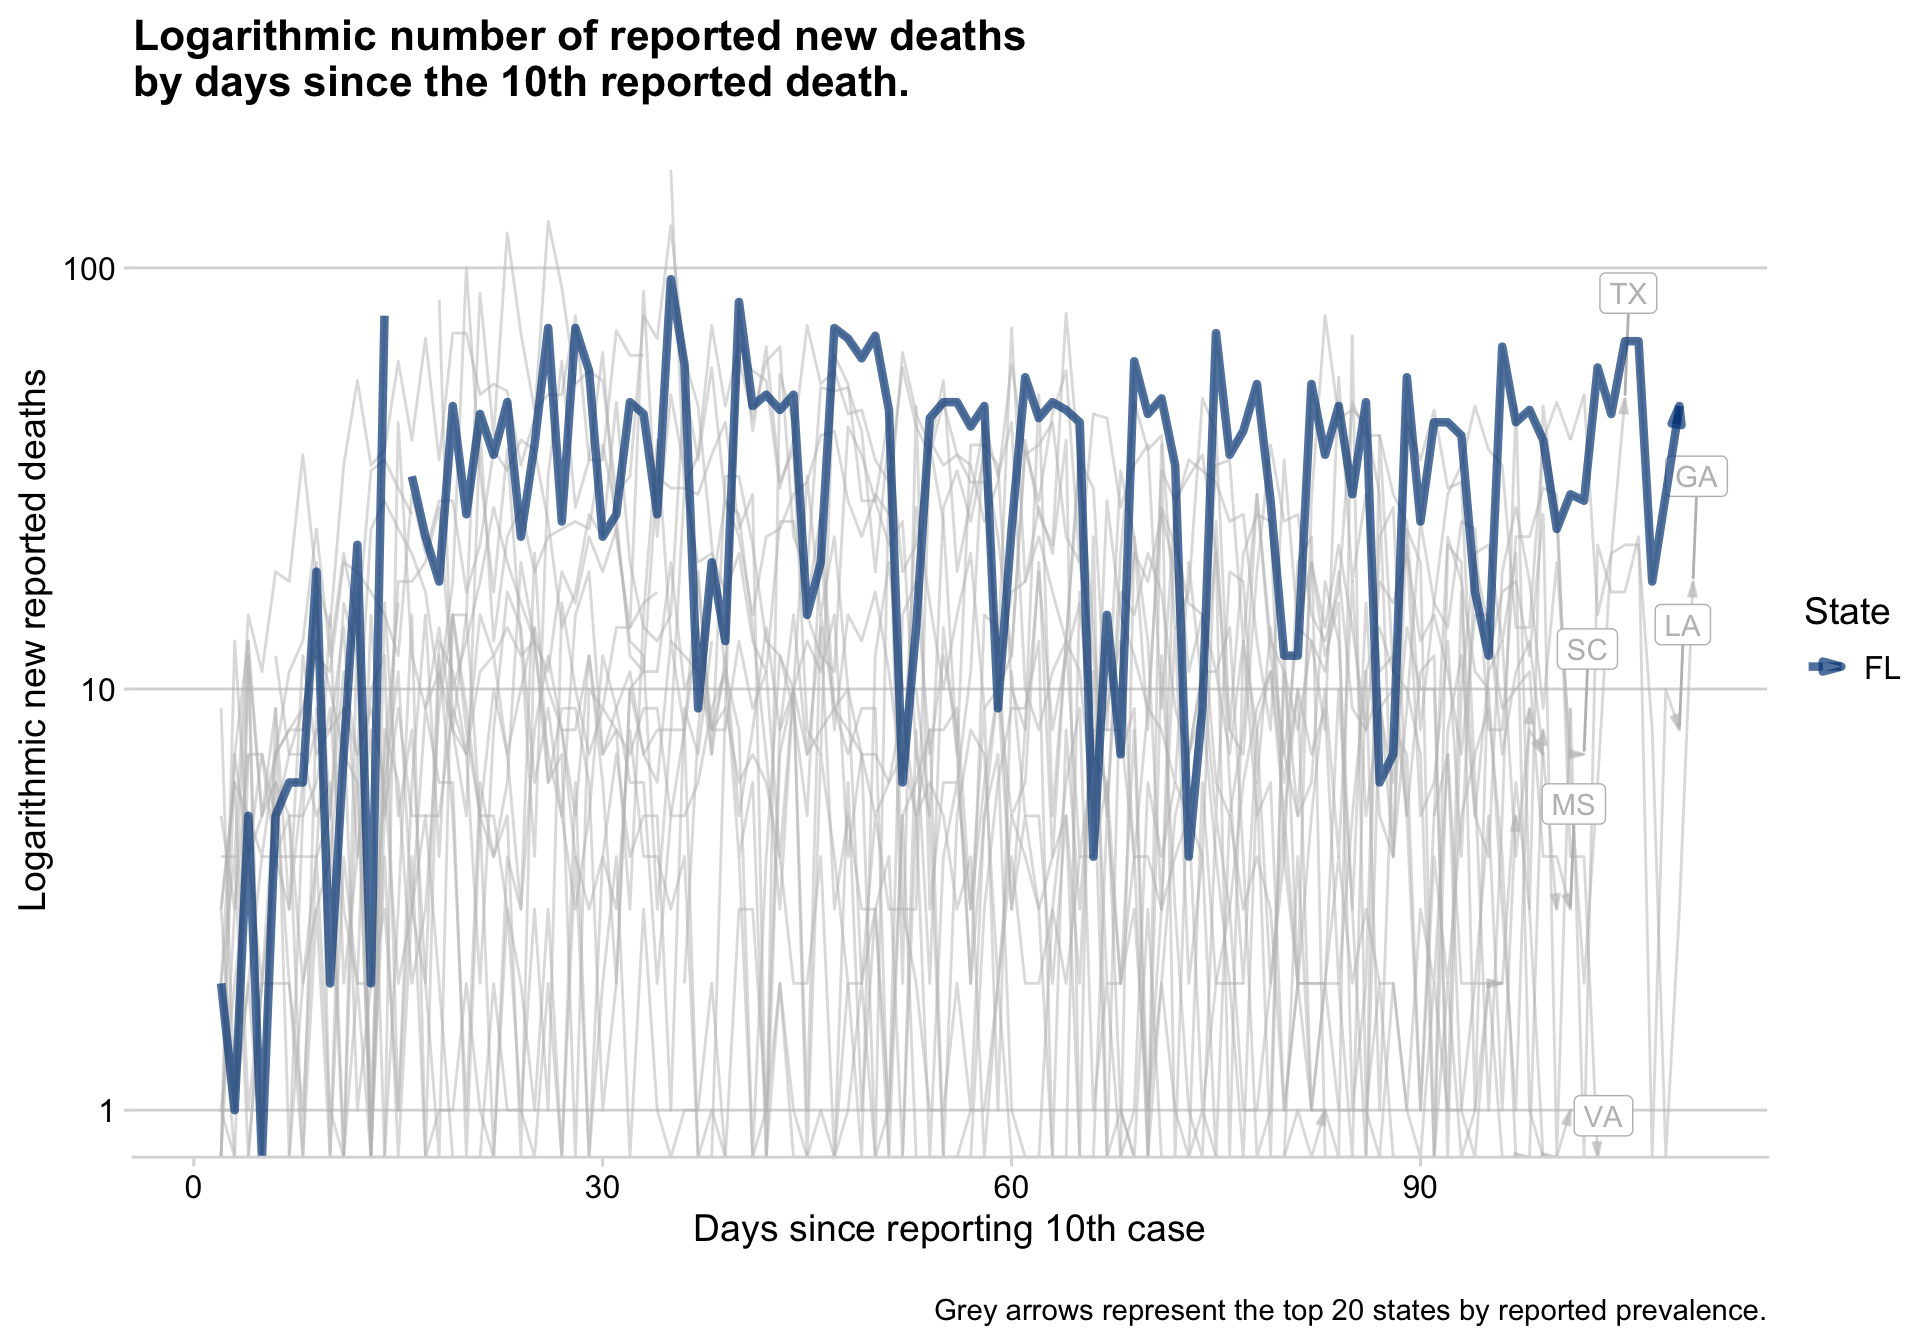 Logarithmic number of reported new deaths
by days since the 10th reported death.
Logarithmic new reported deaths
100
10
1
TX
GA
LA
SC
MS
VA
State
FL
0 30 60 90
Days since reporting 10th case
Grey arrows represent the top 20 states by reported prevalence.